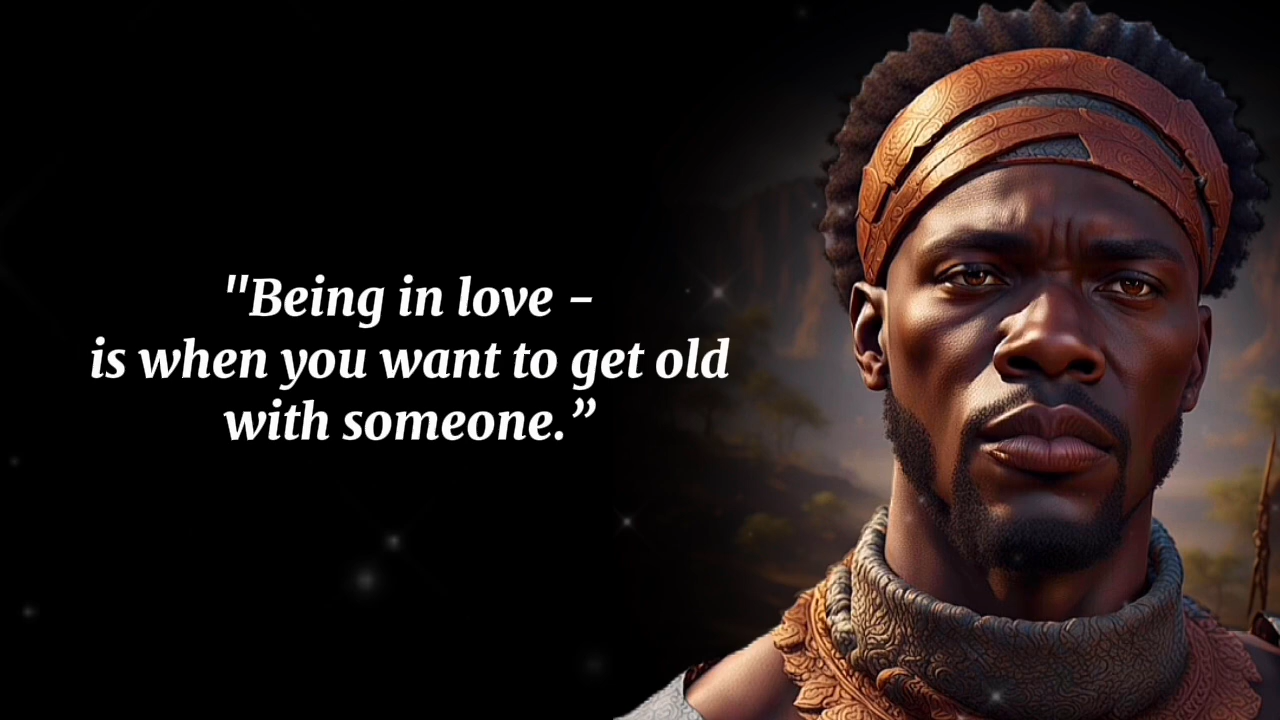 "Being in love –
is when you want to get old
with someone.”